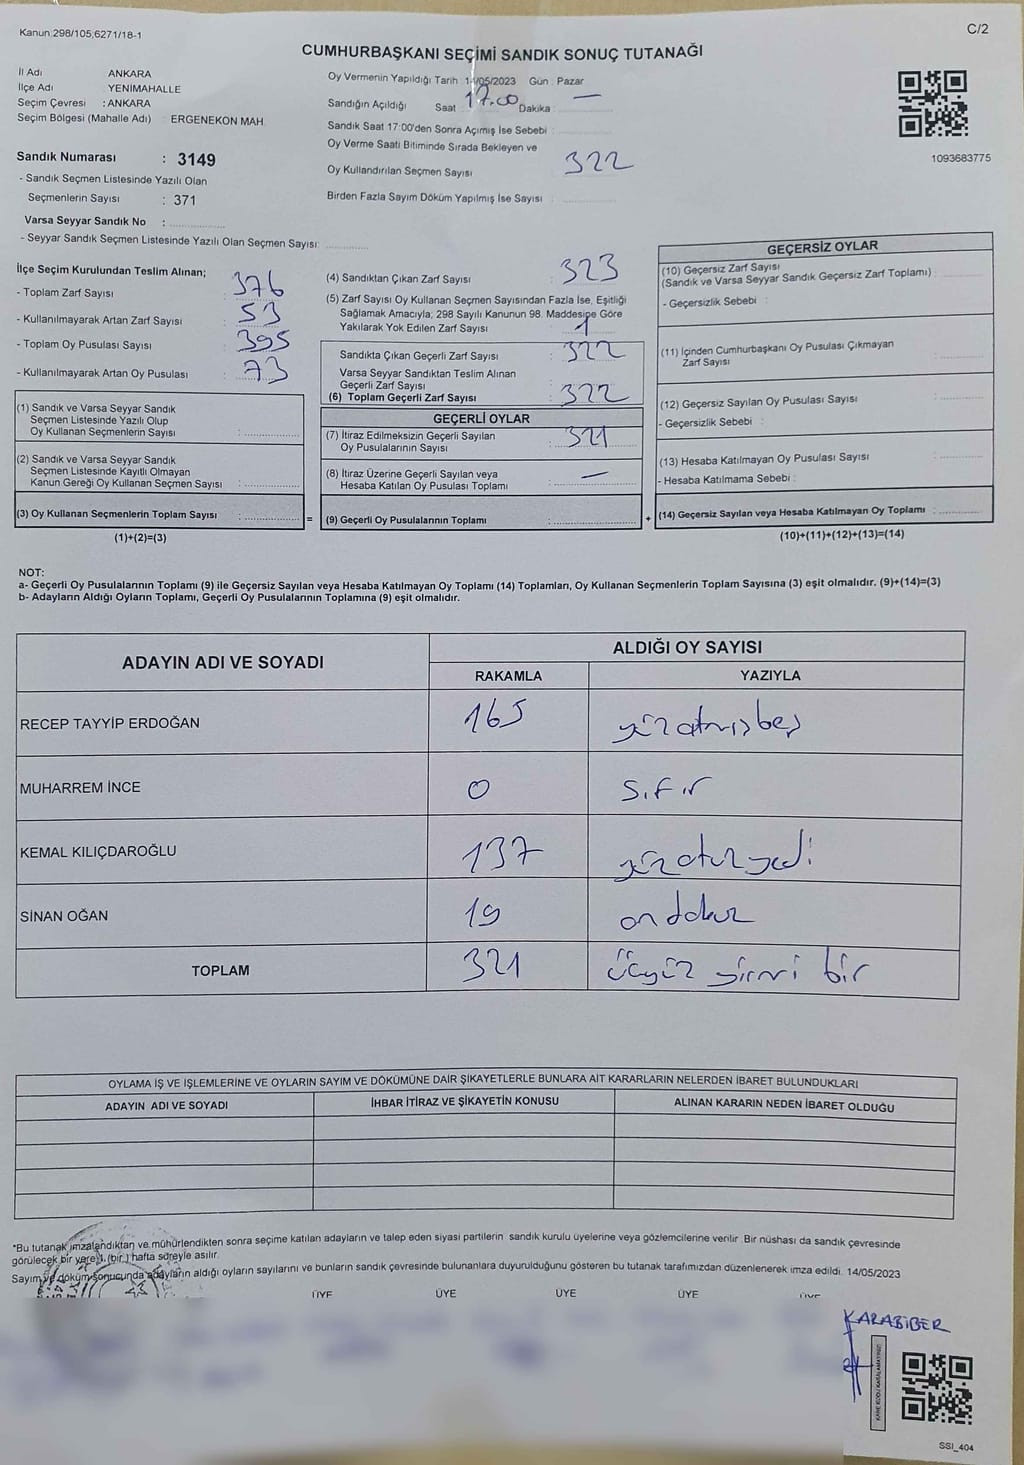 Kanun 298/105,6271/18-1
C/2
CUMHURBAŞKANI SEÇİMİ SANDIK SONUÇ TUTANAĞI
İl Adı ANKARA
İlçe Adı YENİMAHALLE
Seçim Çevresi : ANKARA
Seçim Bölgesi (Mahalle Adı) ERGENEKON MAH.
Sandık Numarası : 3149
- Sandık Seçmen Listesinde Yazılı Olan
Seçmenlerin Sayısı : 371
Varsa Seyyar Sandık No :
- Seyyar Sandık Seçmen Listesinde Yazılı Olan Seçmen Sayısı:
Oy Vermenin Yapıldığı Tarih 14/05/2023 Gün : Pazar
Sandığın Açıldığı Saat 17.00 Dakika : —
Sandık Saat 17:00'den Sonra Açımış İse Sebebi :
Oy Verme Saati Bitiminde Sırada Bekleyen ve
Oy Kullandırılan Seçmen Sayısı 322
Birden Fazla Sayım Döküm Yapılmış İse Sayısı :
1093683775
İlçe Seçim Kurulundan Teslim Alınan;
- Toplam Zarf Sayısı : 376
- Kullanılmayarak Artan Zarf Sayısı : 53
- Toplam Oy Pusulası Sayısı : 395
- Kullanılmayarak Artan Oy Pusulası : 73
(1) Sandık ve Varsa Seyyar Sandık
Seçmen Listesinde Yazılı Olup
Oy Kullanan Seçmenlerin Sayısı :
(2) Sandık ve Varsa Seyyar Sandık
Seçmen Listesinde Kayıtlı Olmayan
Kanun Gereği Oy Kullanan Seçmen Sayısı :
(3) Oy Kullanan Seçmenlerin Toplam Sayısı :
(1)+(2)=(3)
=
(4) Sandıktan Çıkan Zarf Sayısı : 323
(5) Zarf Sayısı Oy Kullanan Seçmen Sayısından Fazla İse, Eşitliği
Sağlamak Amacıyla; 298 Sayılı Kanunun 98. Maddesine Göre
Yakılarak Yok Edilen Zarf Sayısı : 1
Sandıkta Çıkan Geçerli Zarf Sayısı : 322
Varsa Seyyar Sandıktan Teslim Alınan
Geçerli Zarf Sayısı
(6) Toplam Geçerli Zarf Sayısı : 322
GEÇERLİ OYLAR
(7) İtiraz Edilmeksizin Geçerli Sayılan
Oy Pusulalarının Sayısı : 321
(8) İtiraz Üzerine Geçerli Sayılan veya
Hesaba Katılan Oy Pusulası Toplamı : —
(9) Geçerli Oy Pusulalarının Toplamı :
+
GEÇERSİZ OYLAR
(10) Geçersiz Zarf Sayısı
(Sandık ve Varsa Seyyar Sandık Geçersiz Zarf Toplamı) :
- Geçersizlik Sebebi :
(11) İçinden Cumhurbaşkanı Oy Pusulası Çıkmayan
Zarf Sayısı :
(12) Geçersiz Sayılan Oy Pusulası Sayısı :
- Geçersizlik Sebebi :
(13) Hesaba Katılmayan Oy Pusulası Sayısı :
- Hesaba Katılmama Sebebi :
(14) Geçersiz Sayılan veya Hesaba Katılmayan Oy Toplamı :
(10)+(11)+(12)+(13)=(14)
NOT:
a- Geçerli Oy Pusulalarının Toplamı (9) ile Geçersiz Sayılan veya Hesaba Katılmayan Oy Toplamı (14) Toplamları, Oy Kullanan Seçmenlerin Toplam Sayısına (3) eşit olmalıdır. (9)+(14)=(3)
b- Adayların Aldığı Oyların Toplamı, Geçerli Oy Pusulalarının Toplamına (9) eşit olmalıdır.
ADAYIN ADI VE SOYADI
ALDIĞI OY SAYISI
RAKAMLA YAZIYLA
RECEP TAYYİP ERDOĞAN 165 yüzatmışbeş
MUHARREM İNCE 0 sıfır
KEMAL KILIÇDAROĞLU 137 yüzotuzyedi
SİNAN OĞAN 19 ondokuz
TOPLAM 321 üçyüz yirmi bir
OYLAMA İŞ VE İŞLEMLERİNE VE OYLARIN SAYIM VE DÖKÜMÜNE DAİR ŞİKAYETLERLE BUNLARA AİT KARARLARIN NELERDEN İBARET BULUNDUKLARI
ADAYIN ADI VE SOYADI İHBAR İTİRAZ VE ŞİKAYETİN KONUSU ALINAN KARARIN NEDEN İBARET OLDUĞU
*Bu tutanak imzalandıktan ve mühürlendikten sonra seçime katılan adayların ve talep eden siyasi partilerin sandık kurulu üyelerine veya gözlemcilerine verilir. Bir nüshası da sandık çevresinde
görülecek bir yere 1 (bir) hafta süreyle asılır.
Sayım ve döküm sonucunda adayların aldığı oyların sayılarını ve bunların sandık çevresinde bulunanlara duyurulduğunu gösteren bu tutanak tarafımızdan düzenlenerek imza edildi. 14/05/2023
ÜYE ÜYE ÜYE ÜYE ÜYE
KARABİBER
KARE KODU KARALAMAYINIZ!
SSI_404